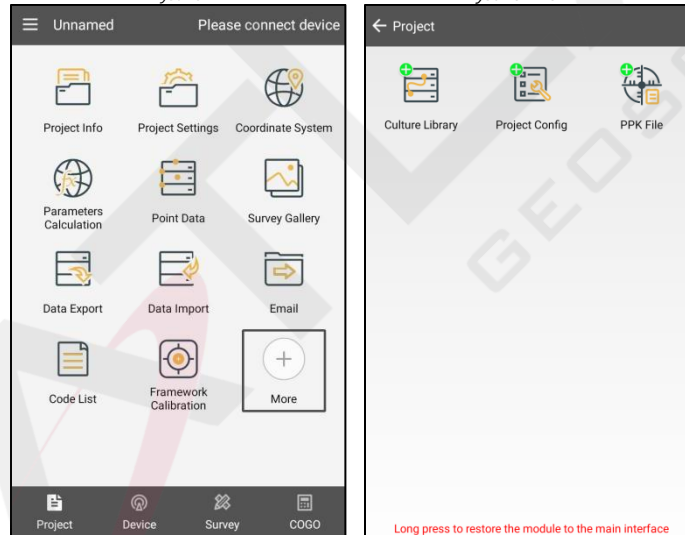 Unnamed Please connect device
Project Info Project Settings Coordinate System
Parameters
Calculation Point Data Survey Gallery
Data Export Data Import Email
Code List Framework
Calibration More
Project Device Survey COGO
Project
Culture Library Project Config PPK File
Long press to restore the module to the main interface